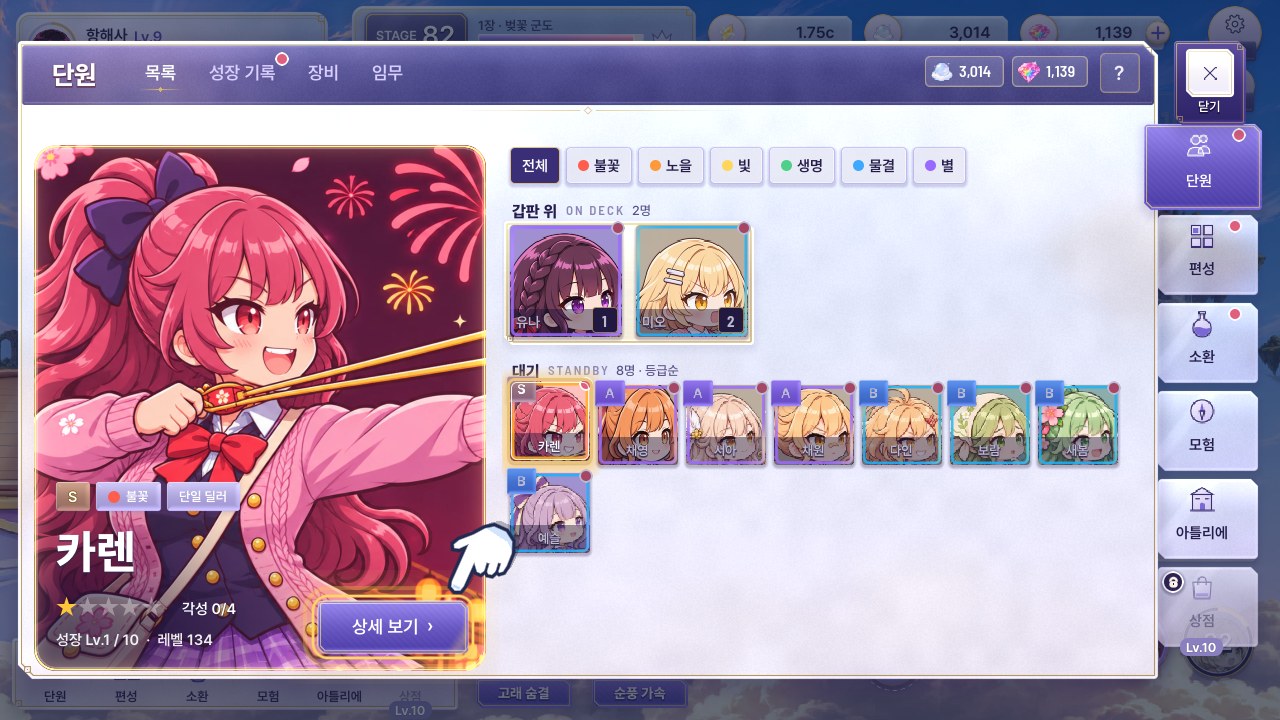 항해사 Lv.9
STAGE 82
1장 · 벚꽃 군도
1.75c
3,014
1,139
단원
목록
성장 기록
장비
임무
3,014
1,139
?
닫기
전체
불꽃
노을
빛
생명
물결
별
갑판 위 ON DECK 2명
유나 1
미오 2
대기 STANDBY 8명 · 등급순
S 카렌
A 채영
A 서아
A 채원
B 다인
B 보람
B 새봄
B 예슬
S
불꽃
단일 딜러
카렌
각성 0/4
성장 Lv.1 / 10 · 레벨 134
상세 보기 ›
단원
편성
소환
모험
아틀리에
상점
Lv.10
단원
편성
소환
모험
아틀리에
상점
Lv.10
고래 숨결
순풍 가속